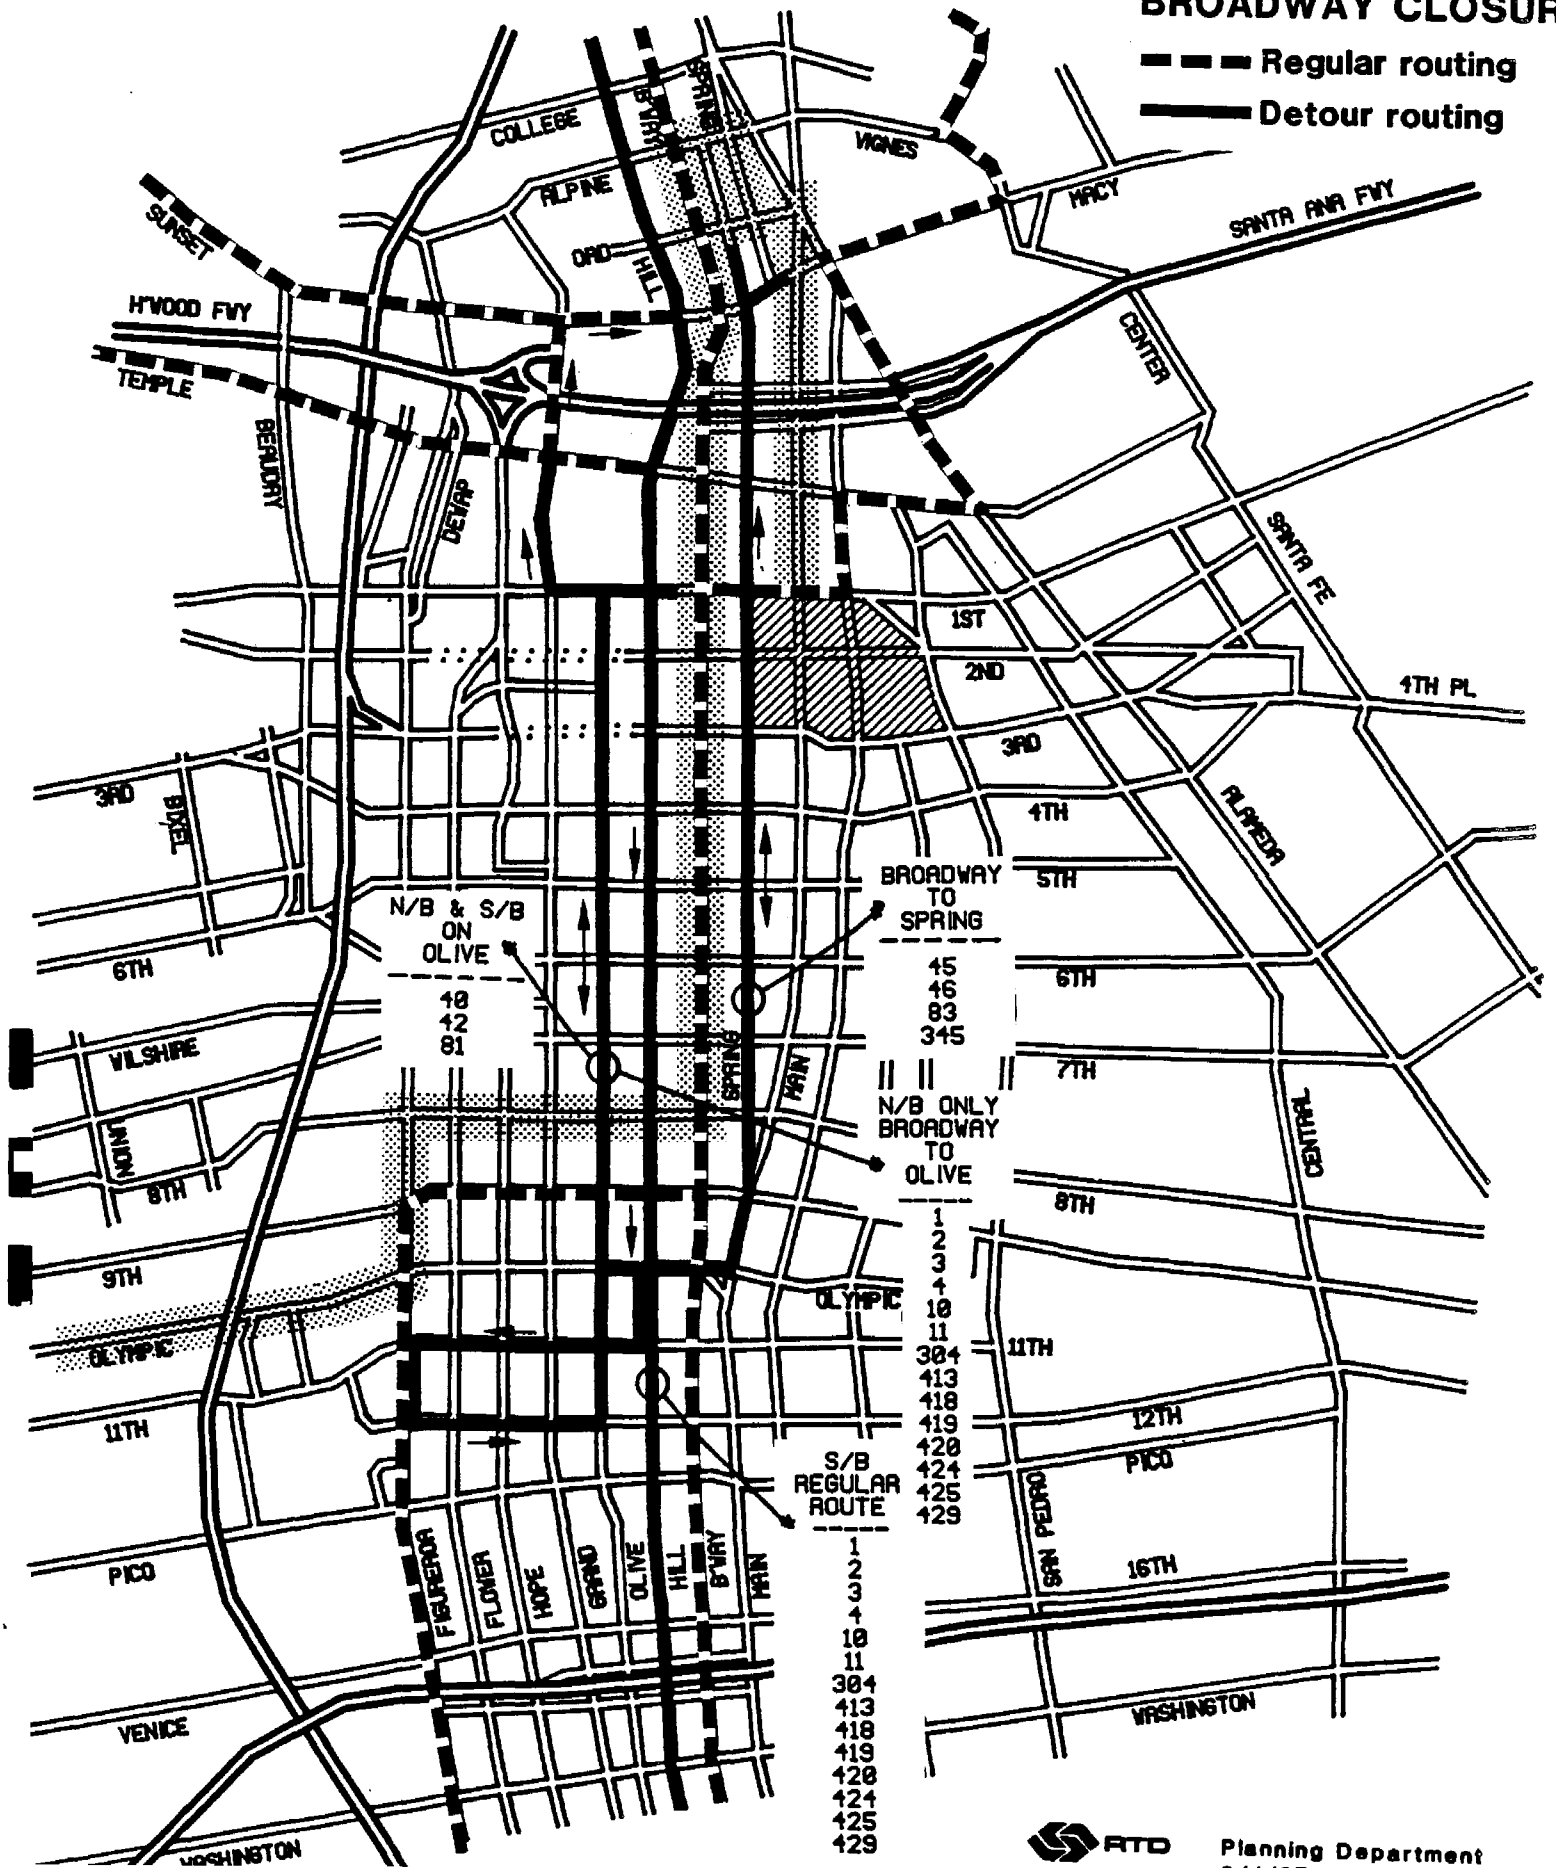 BROADWAY CLOSUR
Regular routing
Detour routing
COLLEGE
B'WAY
SPRING
VIGNES
ALPINE
MACY
SUNSET
ORD
HILL
SANTA ANA FWY
H'WOOD FWY
TEMPLE
CENTER
BEAUDRY
DEWAP
SANTA FE
1ST
2ND
4TH PL
3RD
3RD
BIXEL
4TH
ALAMEDA
5TH
N/B & S/B
ON
OLIVE
40
42
81
BROADWAY
TO
SPRING
45
46
83
345
6TH
6TH
WILSHIRE
SPRING
MAIN
7TH
N/B ONLY
BROADWAY
TO
OLIVE
1
2
3
4
10
11
304
413
418
419
420
424
425
429
UNION
CENTRAL
8TH
8TH
9TH
OLYMPIC
OLYMPIC
11TH
11TH
12TH
PICO
S/B
REGULAR
ROUTE
1
2
3
4
10
11
304
413
418
419
420
424
425
429
SAN PEDRO
PICO
FIGUEROA
FLOWER
HOPE
GRAND
OLIVE
HILL
B'WAY
MAIN
16TH
VENICE
WASHINGTON
WASHINGTON
RTD
Planning Department